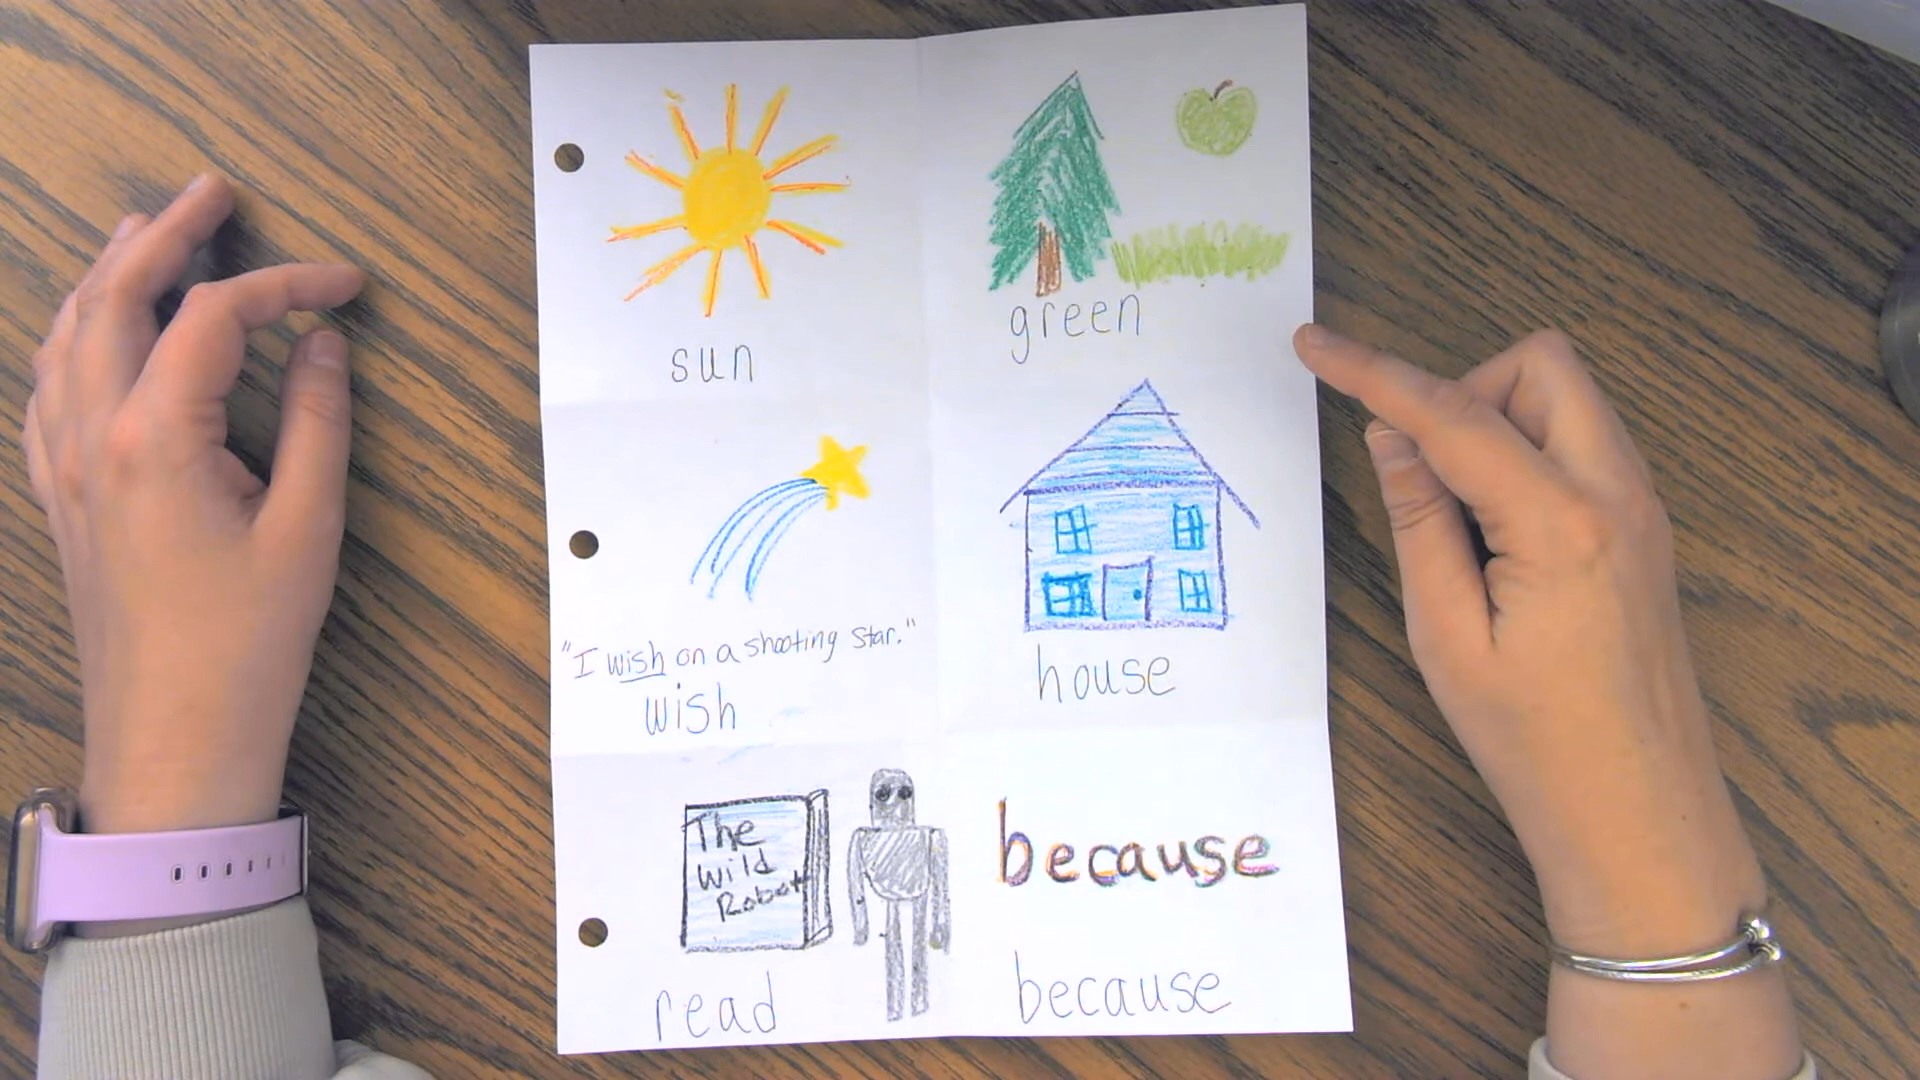 sun
green
"I wish on a shooting star."
wish
house
The
Wild
Robot
read
because
because